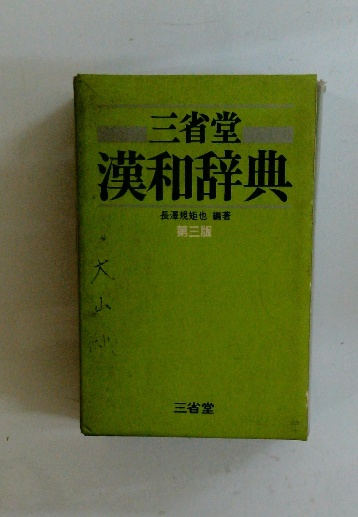 三省堂
漢和辞典
長澤規矩也 編著
第三版
大山
三省堂